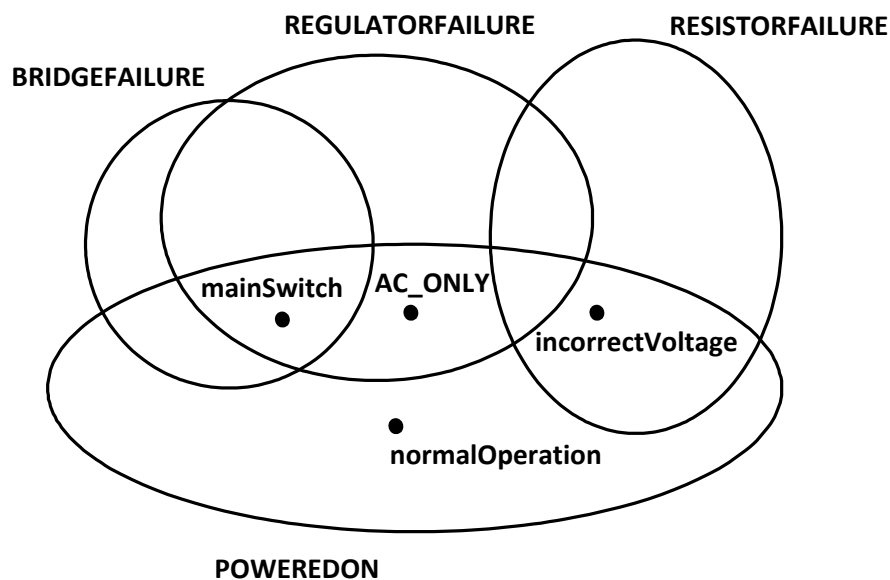 REGULATORFAILURE
RESISTORFAILURE
BRIDGEFAILURE
mainSwitch
AC_ONLY
incorrectVoltage
normalOperation
POWEREDON